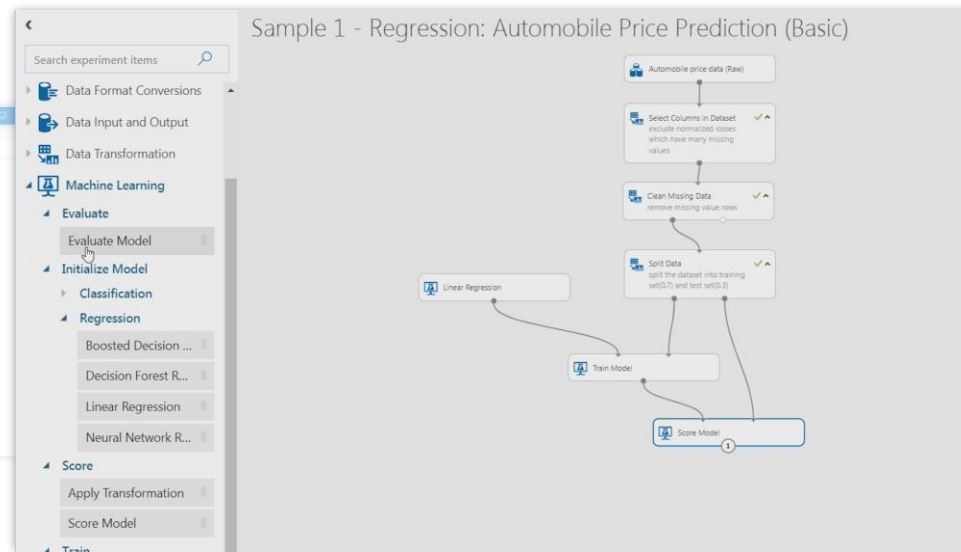 Sample 1 - Regression: Automobile Price Prediction (Basic)
Search experiment items
Data Format Conversions
Data Input and Output
Data Transformation
Machine Learning
Evaluate
Evaluate Model
Initialize Model
Classification
Regression
Boosted Decision ...
Decision Forest R...
Linear Regression
Neural Network R...
Score
Apply Transformation
Score Model
Train
Automobile price data (Raw)
Select Columns in Dataset
exclude normalized losses
which have many missing
values
Clean Missing Data
remove missing value rows
Split Data
split the dataset into training
set(0.7) and test set(0.3)
Linear Regression
Train Model
Score Model
1